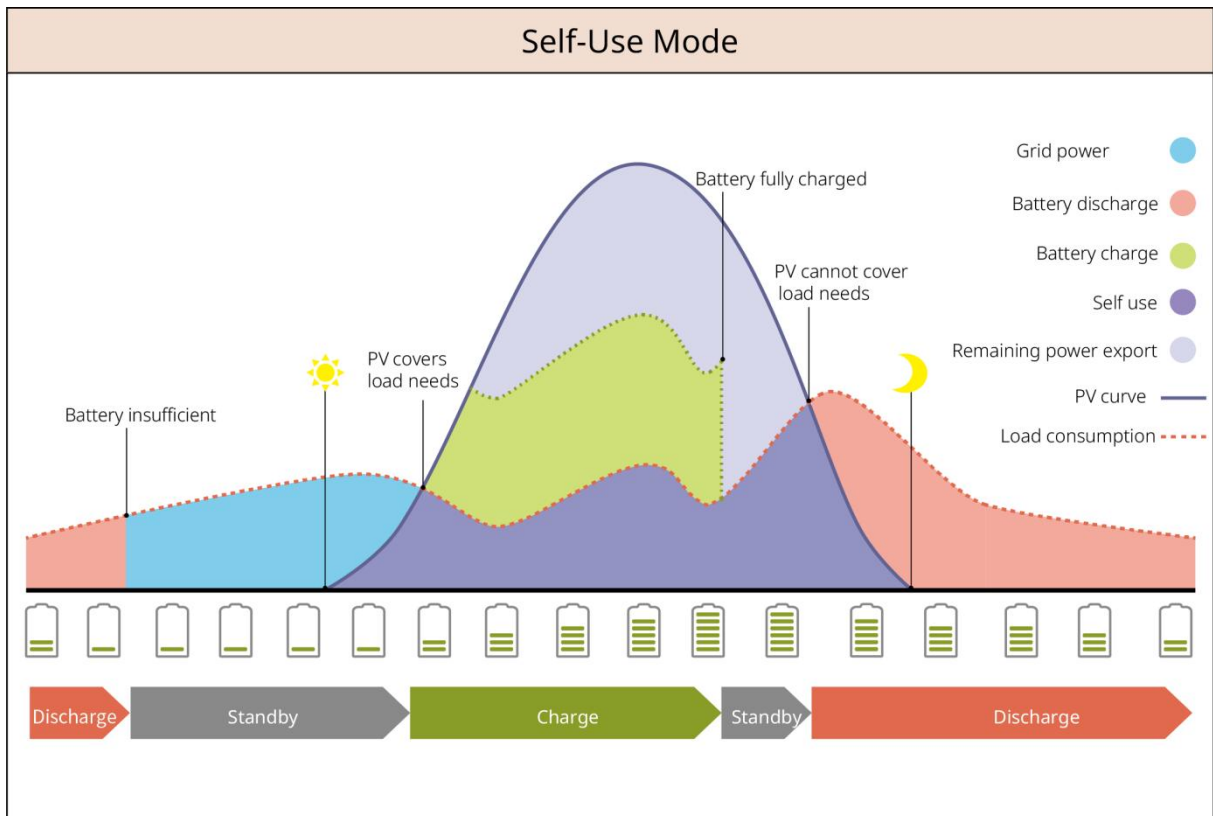 Self-Use Mode
Grid power
Battery fully charged
Battery discharge
Battery charge
PV cannot cover
load needs
Self use
Remaining power export
PV covers
load needs
PV curve
Battery insufficient
Load consumption
Discharge
Standby
Charge
Standby
Discharge